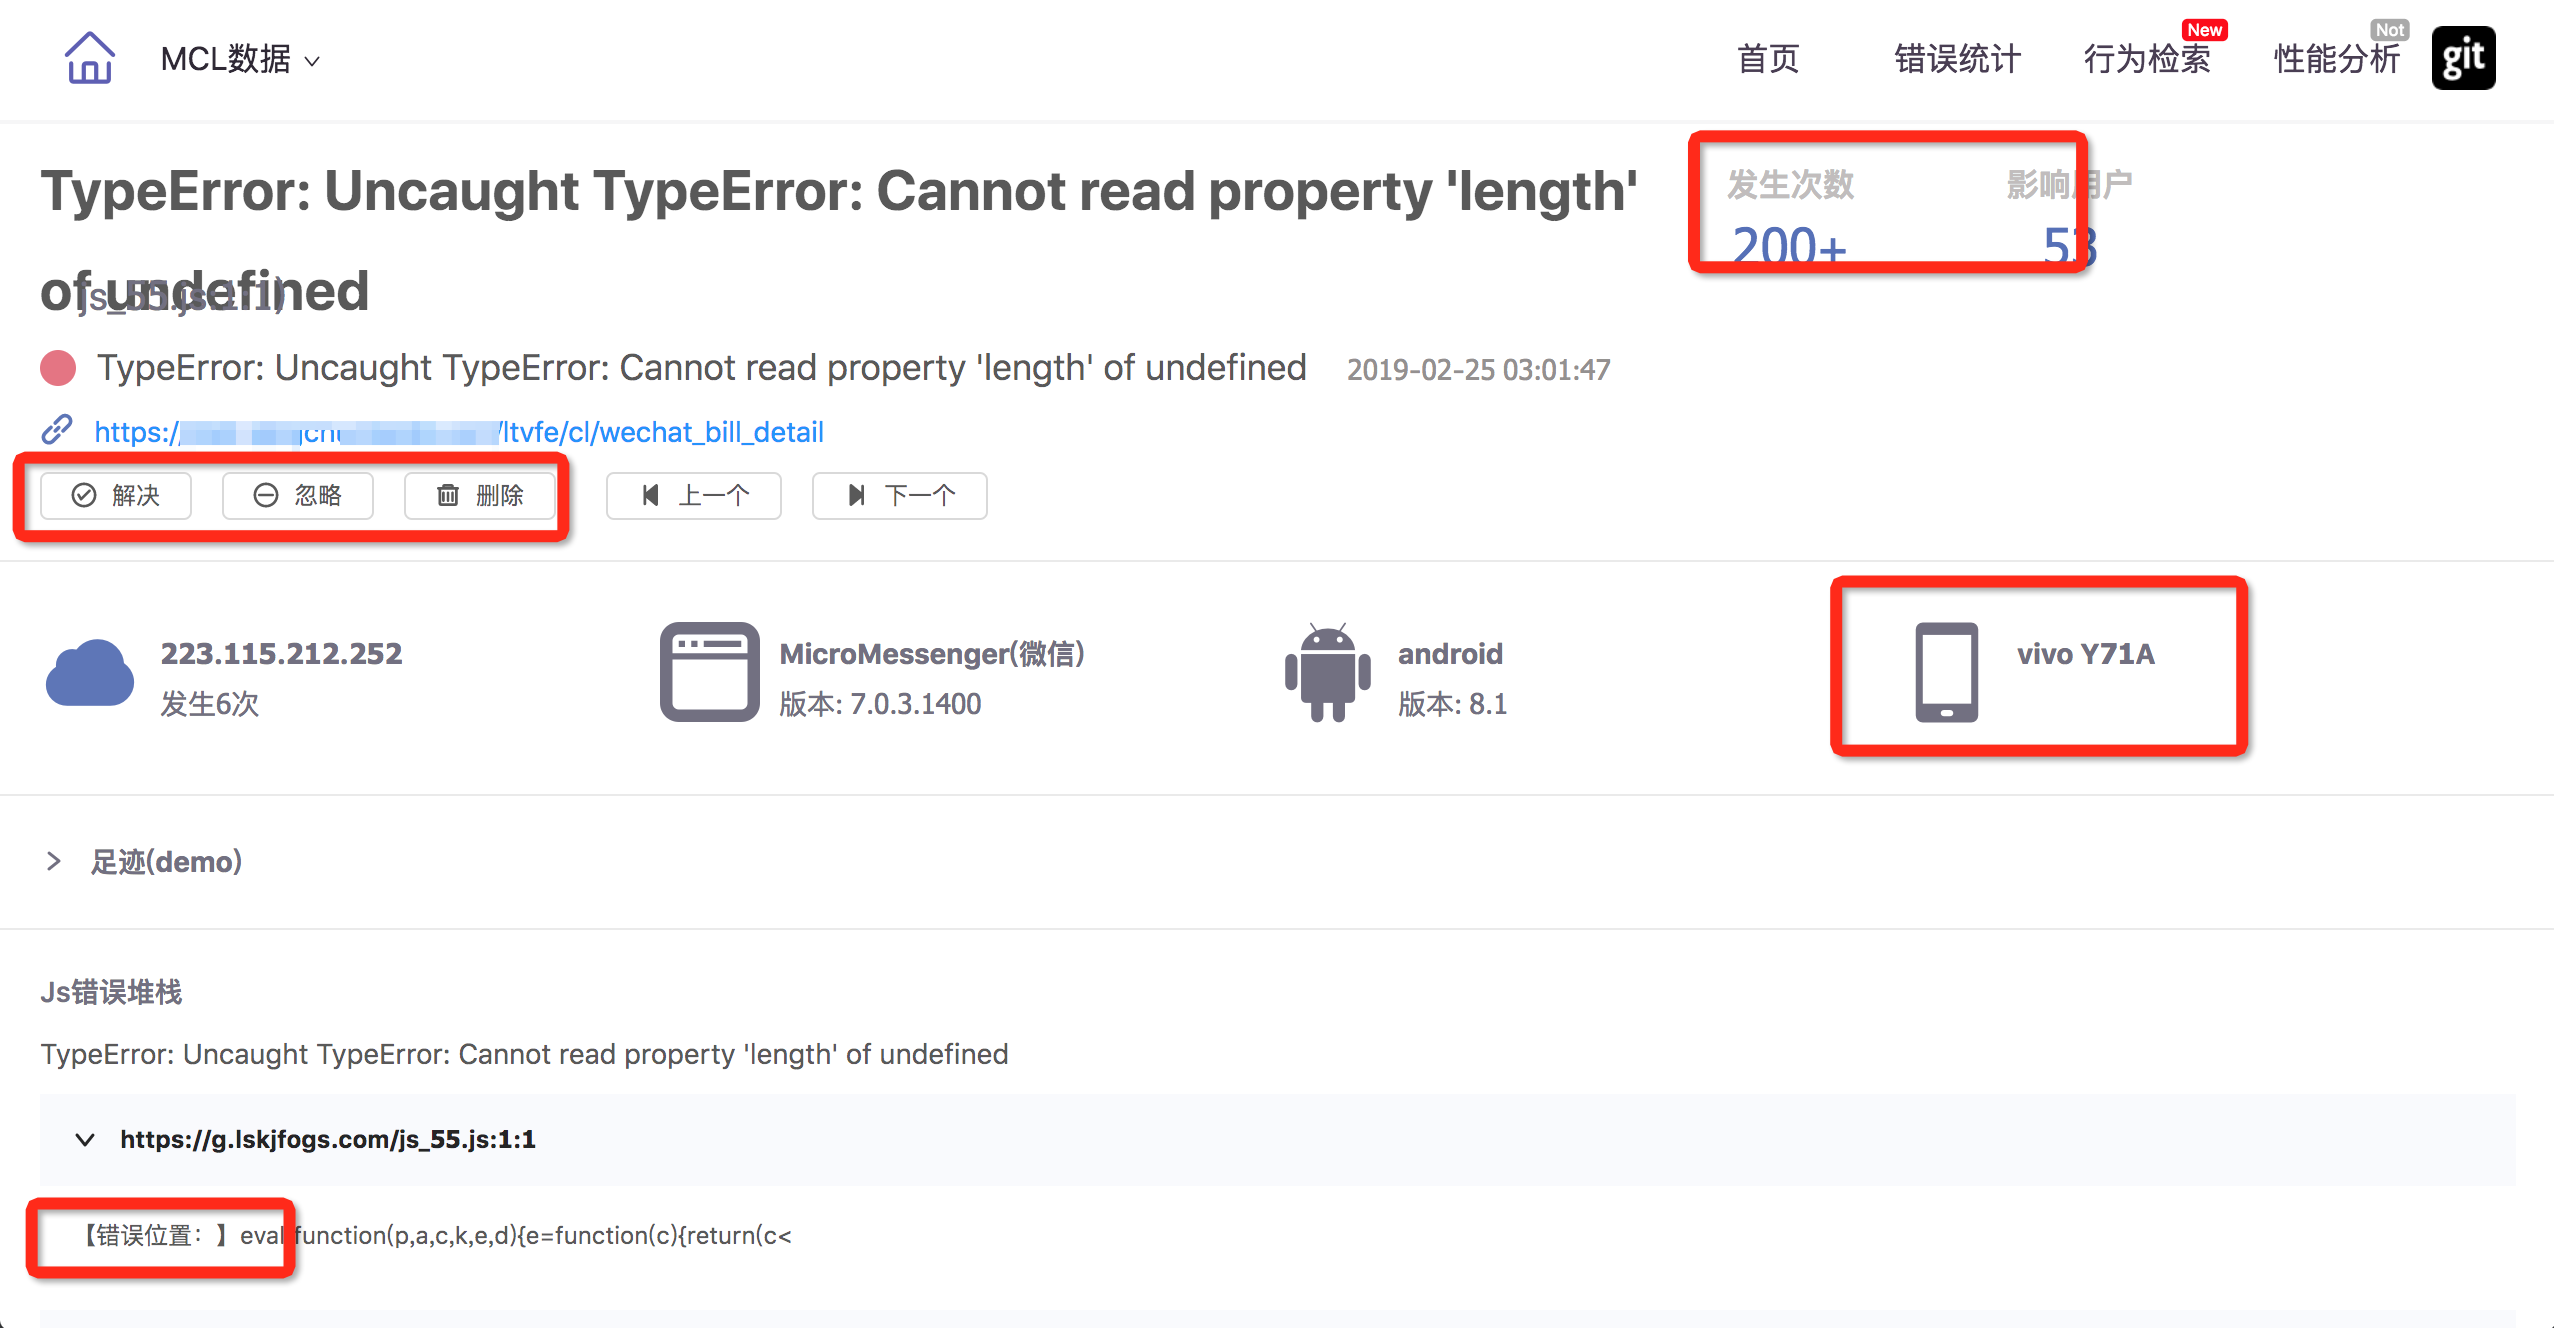 MCL数据
首页
错误统计
行为检索
New
性能分析
Not
git
TypeError: Uncaught TypeError: Cannot read property 'length'
of undefined
js_55.js:1:1)
发生次数
影响用户
200+
53
TypeError: Uncaught TypeError: Cannot read property 'length' of undefined 2019-02-25 03:01:47
https:// /ltvfe/cl/wechat_bill_detail
解决
忽略
删除
上一个
下一个
223.115.212.252
发生6次
MicroMessenger(微信)
版本: 7.0.3.1400
android
版本: 8.1
vivo Y71A
足迹(demo)
Js错误堆栈
TypeError: Uncaught TypeError: Cannot read property 'length' of undefined
https://g.lskjfogs.com/js_55.js:1:1
【错误位置：】eval(function(p,a,c,k,e,d){e=function(c){return(c<